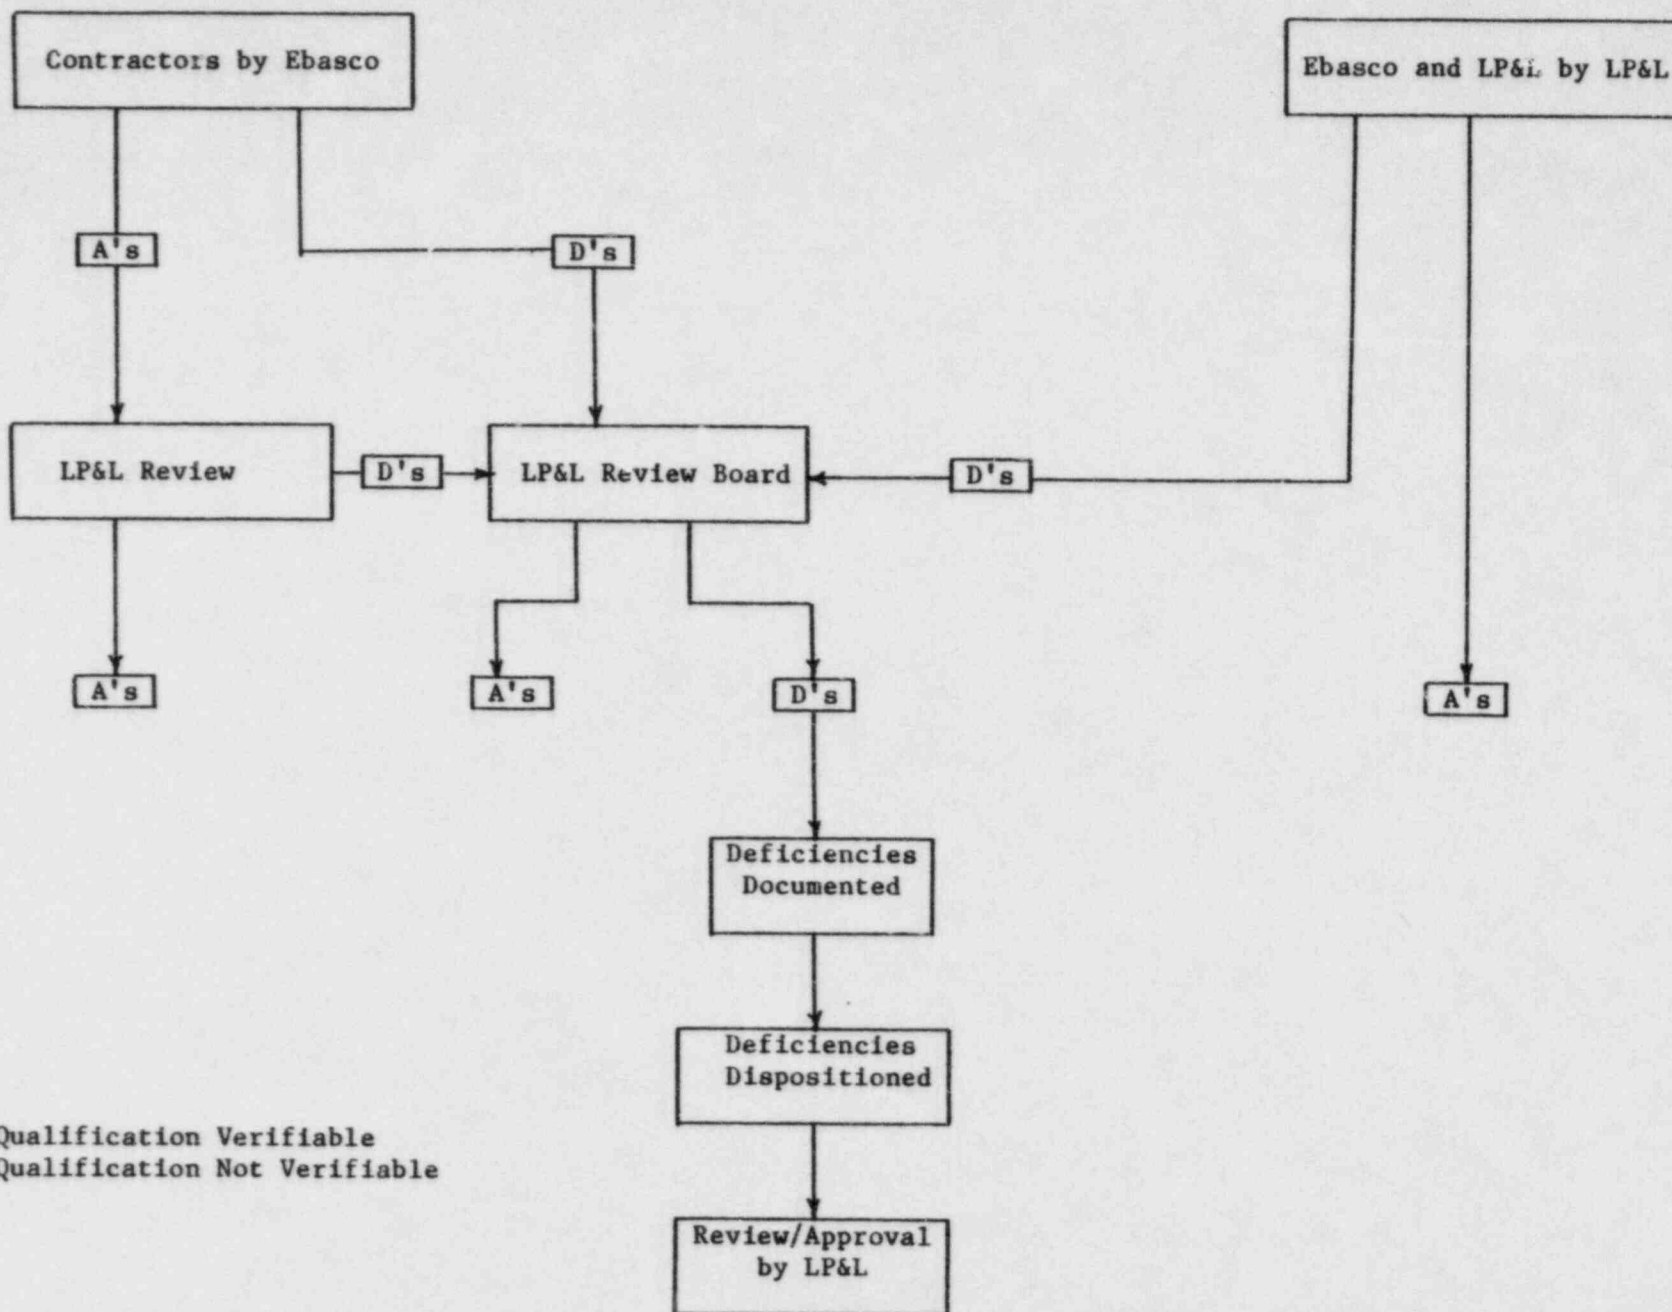 Contractors by Ebasco
Ebasco and LP&L by LP&L
A's
D's
LP&L Review
D's
LP&L Review Board
D's
A's
A's
D's
A's
Deficiencies
Documented
Deficiencies
Dispositioned
Qualification Verifiable
Qualification Not Verifiable
Review/Approval
by LP&L